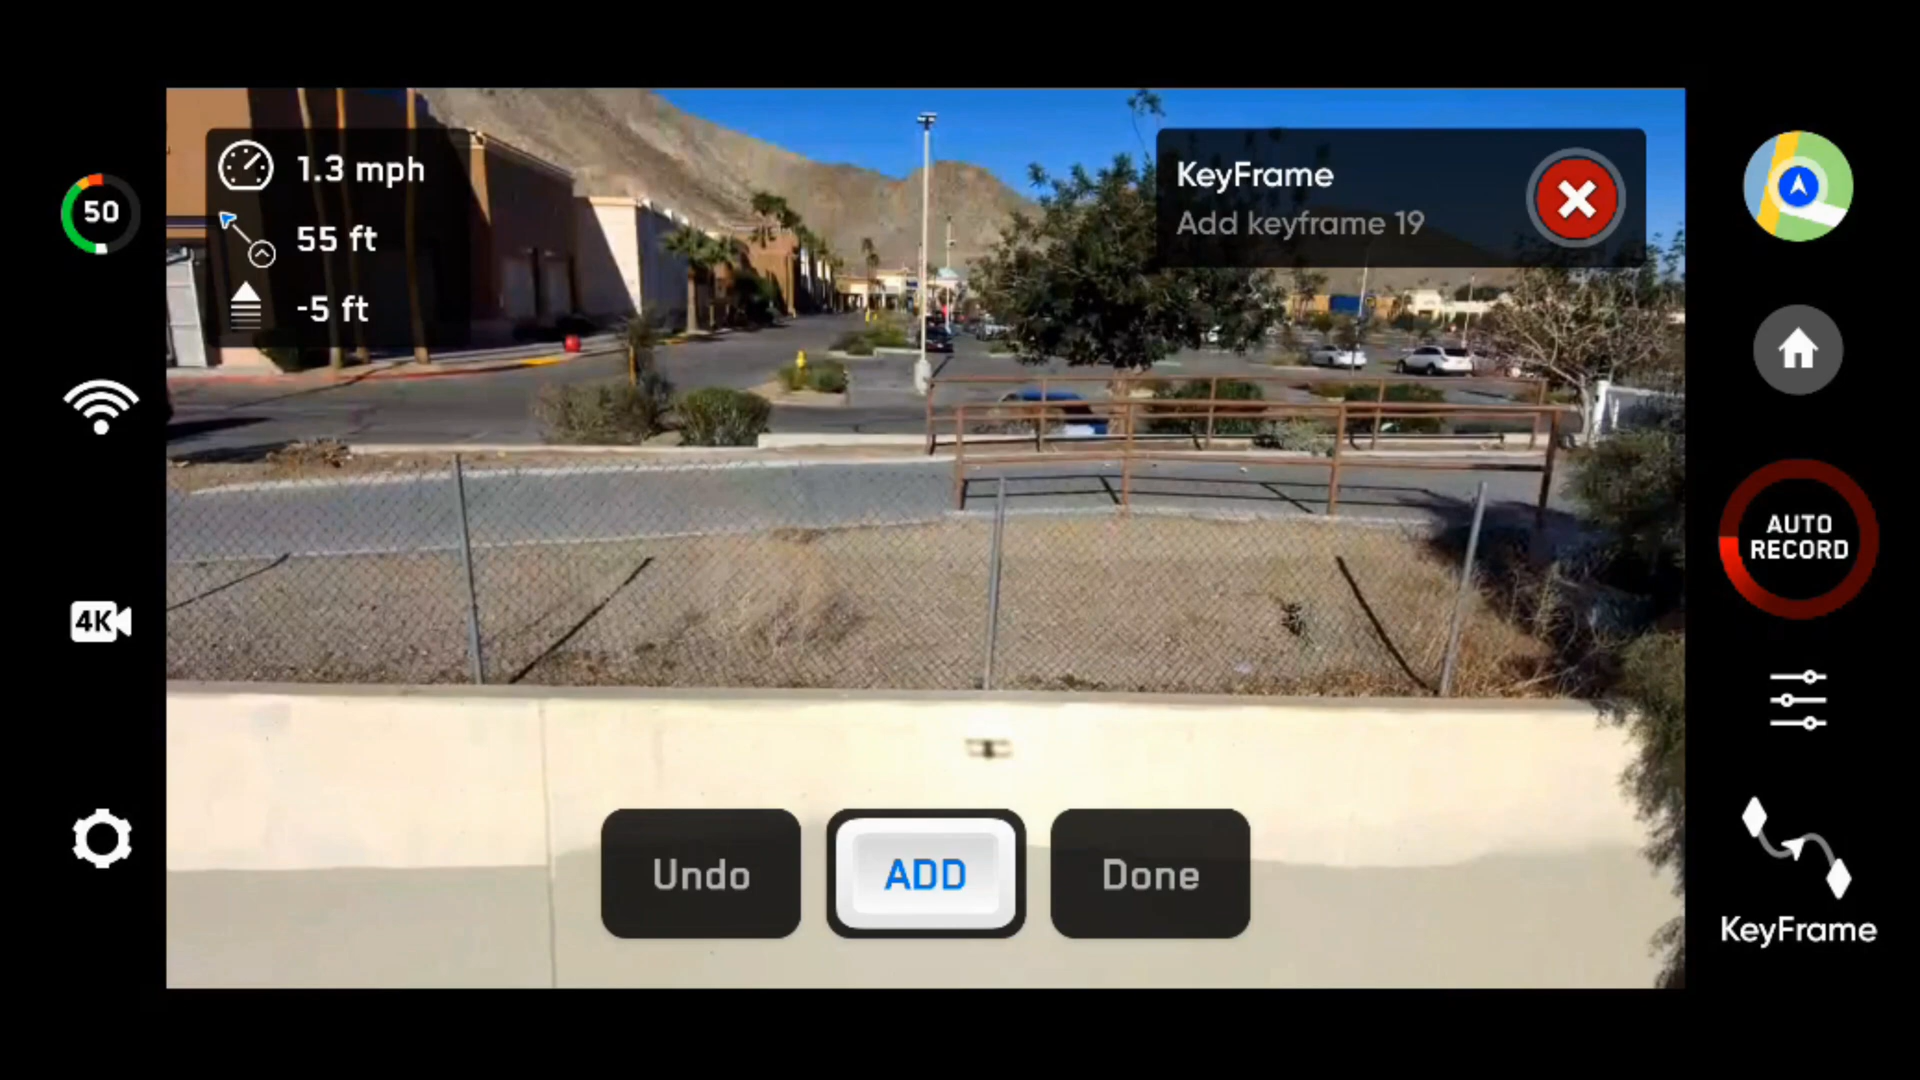 1.3 mph
55 ft
-5 ft
50
4K
KeyFrame
Add keyframe 19
AUTO
RECORD
KeyFrame
Undo
ADD
Done